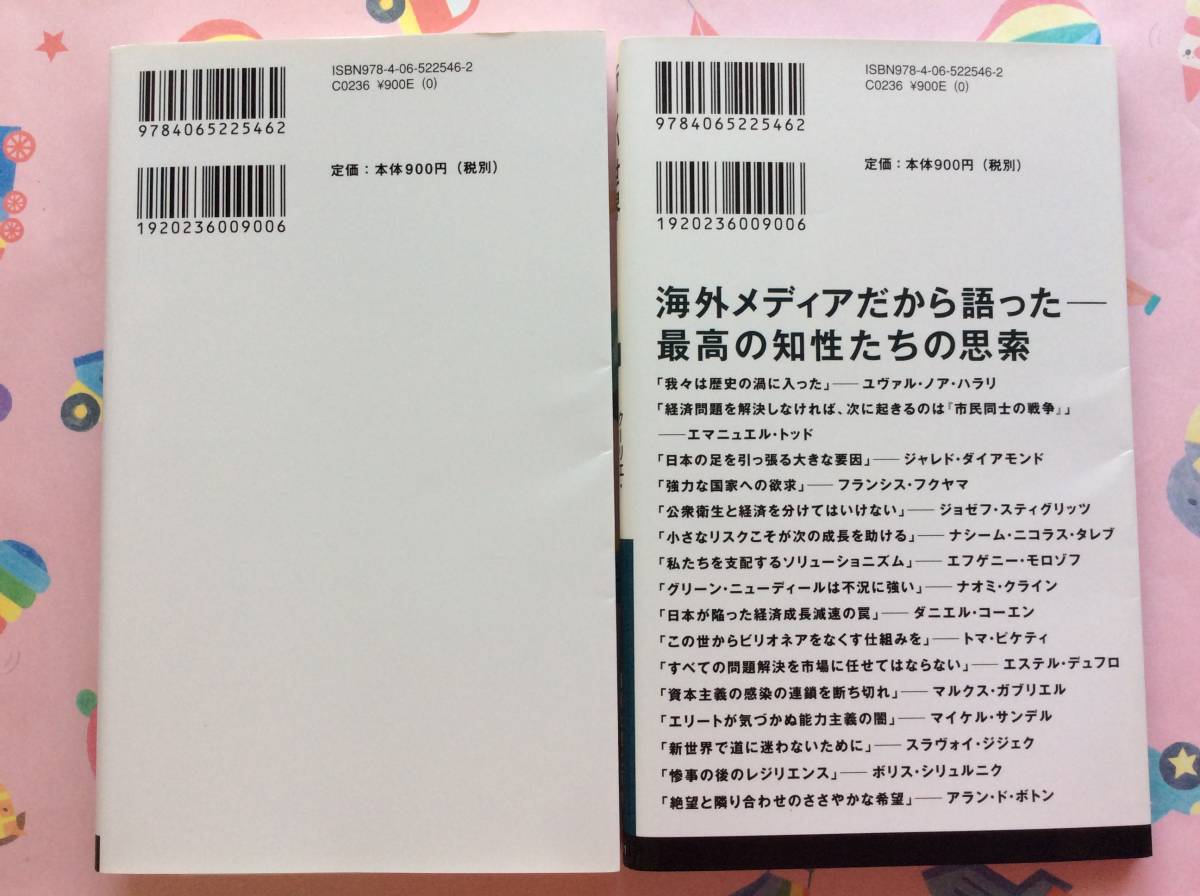 ISBN978-4-06-522546-2
C0236 ¥900E (0)
9784065225462
定価：本体900円（税別）
1920236009006
ISBN978-4-06-522546-2
C0236 ¥900E (0)
9784065225462
定価：本体900円（税別）
1920236009006
海外メディアだから語った――
最高の知性たちの思索
「我々は歴史の渦に入った」――ユヴァル・ノア・ハラリ
「経済問題を解決しなければ、次に起きるのは『市民同士の戦争』」
――エマニュエル・トッド
「日本の足を引っ張る大きな要因」――ジャレド・ダイアモンド
「強力な国家への欲求」――フランシス・フクヤマ
「公衆衛生と経済を分けてはいけない」――ジョゼフ・スティグリッツ
「小さなリスクこそが次の成長を助ける」――ナシーム・ニコラス・タレブ
「私たちを支配するソリューショニズム」――エフゲニー・モロゾフ
「グリーン・ニューディールは不況に強い」――ナオミ・クライン
「日本が陥った経済成長減速の罠」――ダニエル・コーエン
「この世からビリオネアをなくす仕組みを」――トマ・ピケティ
「すべての問題解決を市場に任せてはならない」――エステル・デュフロ
「資本主義の感染の連鎖を断ち切れ」――マルクス・ガブリエル
「エリートが気づかぬ能力主義の闇」――マイケル・サンデル
「新世界で道に迷わないために」――スラヴォイ・ジジェク
「惨事の後のレジリエンス」――ボリス・シリュルニク
「絶望と隣り合わせのささやかな希望」――アラン・ド・ボトン